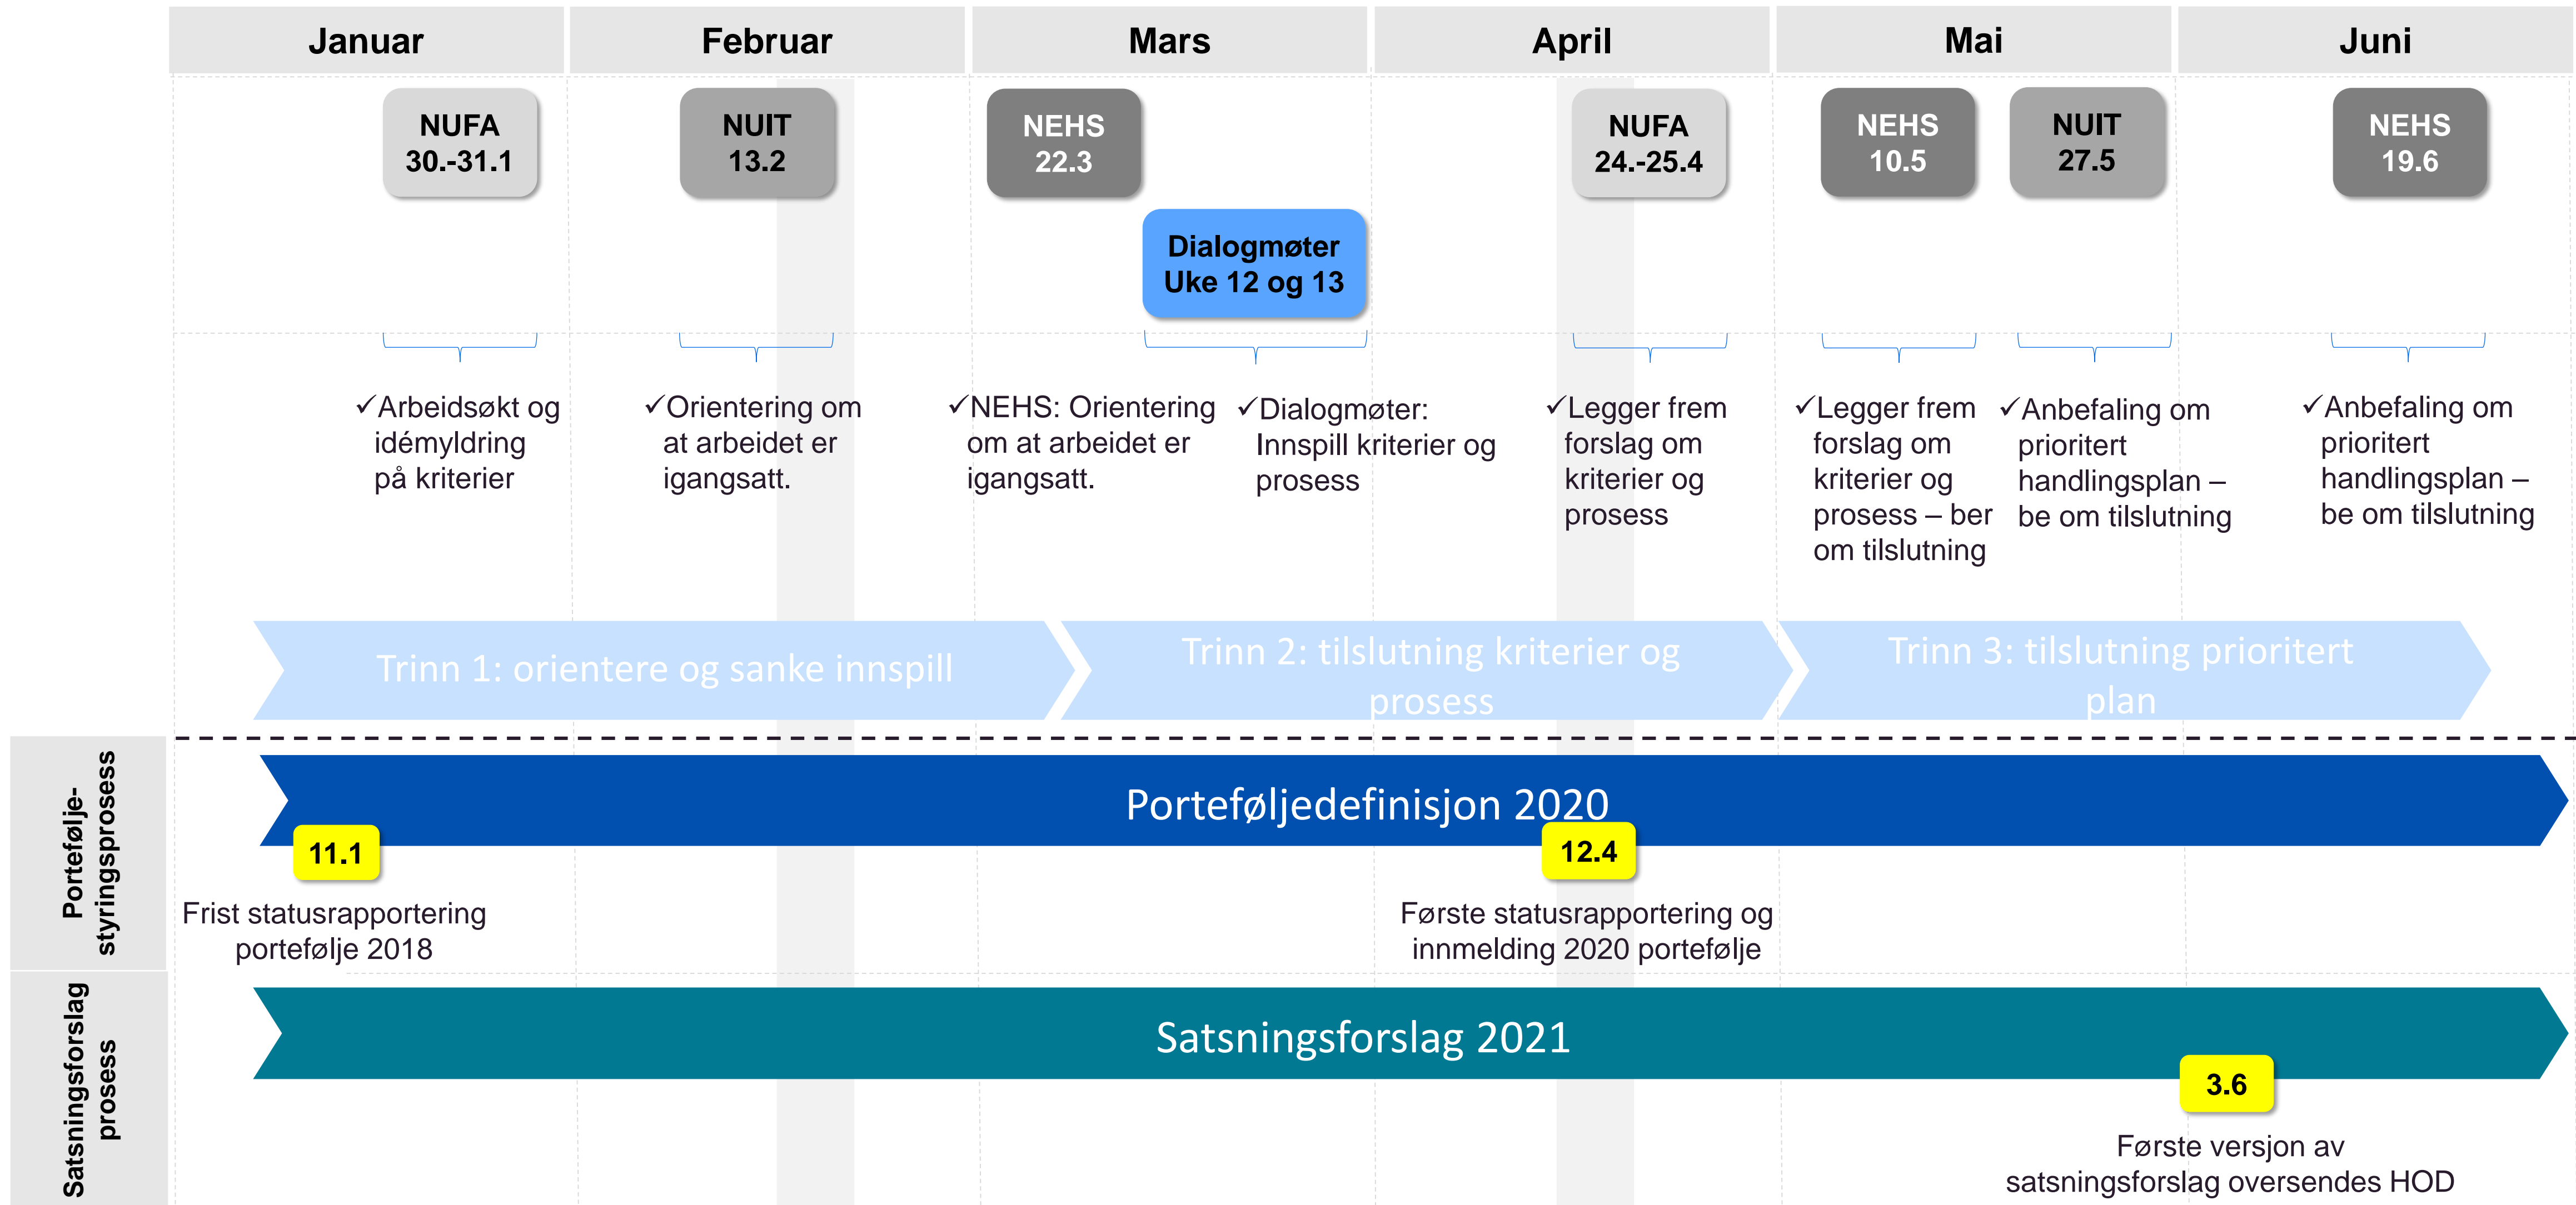 Januar
Februar
Mars
April
Mai
Juni
NUFA
30.-31.1
NUIT
13.2
NEHS
22.3
NUFA
24.-25.4
NEHS
10.5
NUIT
27.5
NEHS
19.6
Dialogmøter
Uke 12 og 13
✓Arbeidsøkt og
idémyldring
på kriterier
✓Orientering om
at arbeidet er
igangsatt.
✓NEHS: Orientering
om at arbeidet er
igangsatt.
✓Dialogmøter:
Innspill kriterier og
prosess
✓Legger frem
forslag om
kriterier og
prosess
✓Legger frem
forslag om
kriterier og
prosess – ber
om tilslutning
✓Anbefaling om
prioritert
handlingsplan –
be om tilslutning
✓Anbefaling om
prioritert
handlingsplan –
be om tilslutning
Trinn 1: orientere og sanke innspill
Trinn 2: tilslutning kriterier og
prosess
Trinn 3: tilslutning prioritert
plan
Portefølje-
styringsprosess
Porteføljedefinisjon 2020
11.1
Frist statusrapportering
portefølje 2018
12.4
Første statusrapportering og
innmelding 2020 portefølje
Satsningsforslag
prosess
Satsningsforslag 2021
3.6
Første versjon av
satsningsforslag oversendes HOD